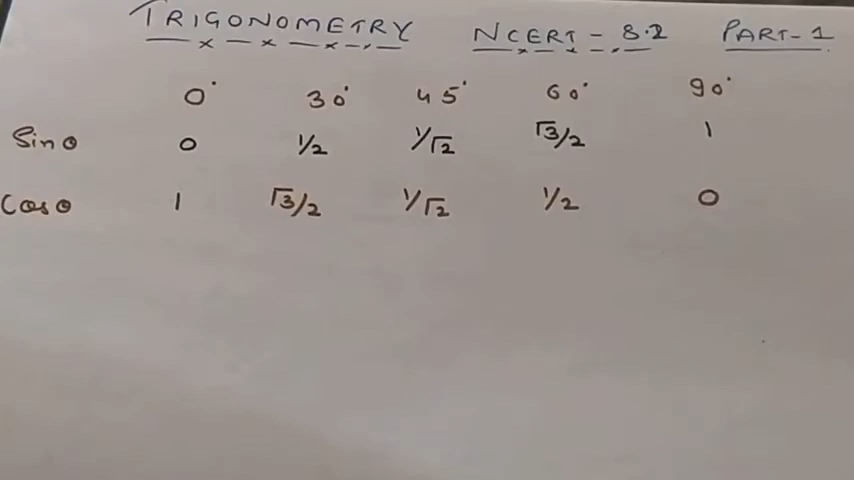 TRIGONOMETRY NCERT - 8.2 PART-1
0° 30° 45° 60° 90°
Sinθ 0 1/2 1/√2 √3/2 1
Cosθ 1 √3/2 1/√2 1/2 0